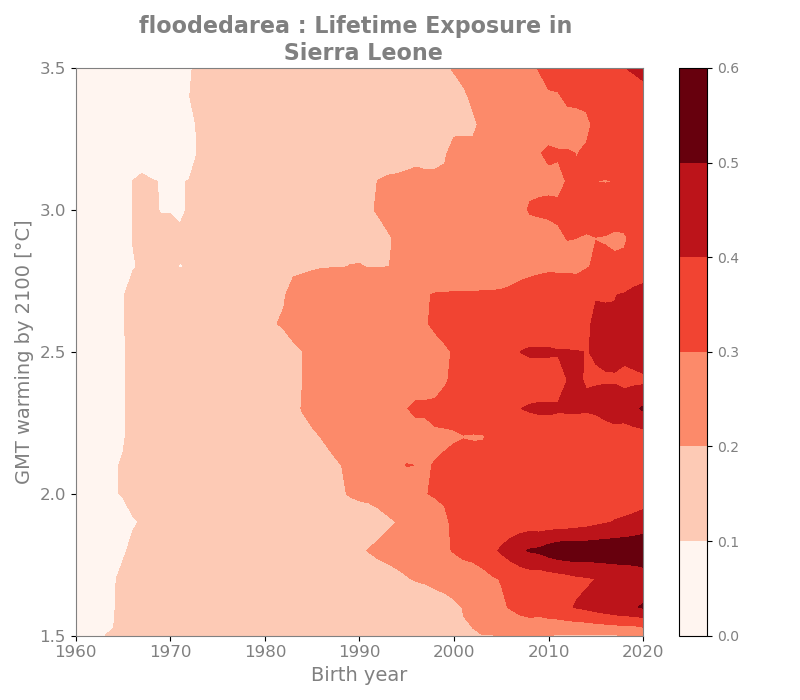 floodedarea : Lifetime Exposure in
Sierra Leone
GMT warming by 2100 [°C]
3.5
3.0
2.5
2.0
1.5
1960 1970 1980 1990 2000 2010 2020
Birth year
0.6
0.5
0.4
0.3
0.2
0.1
0.0